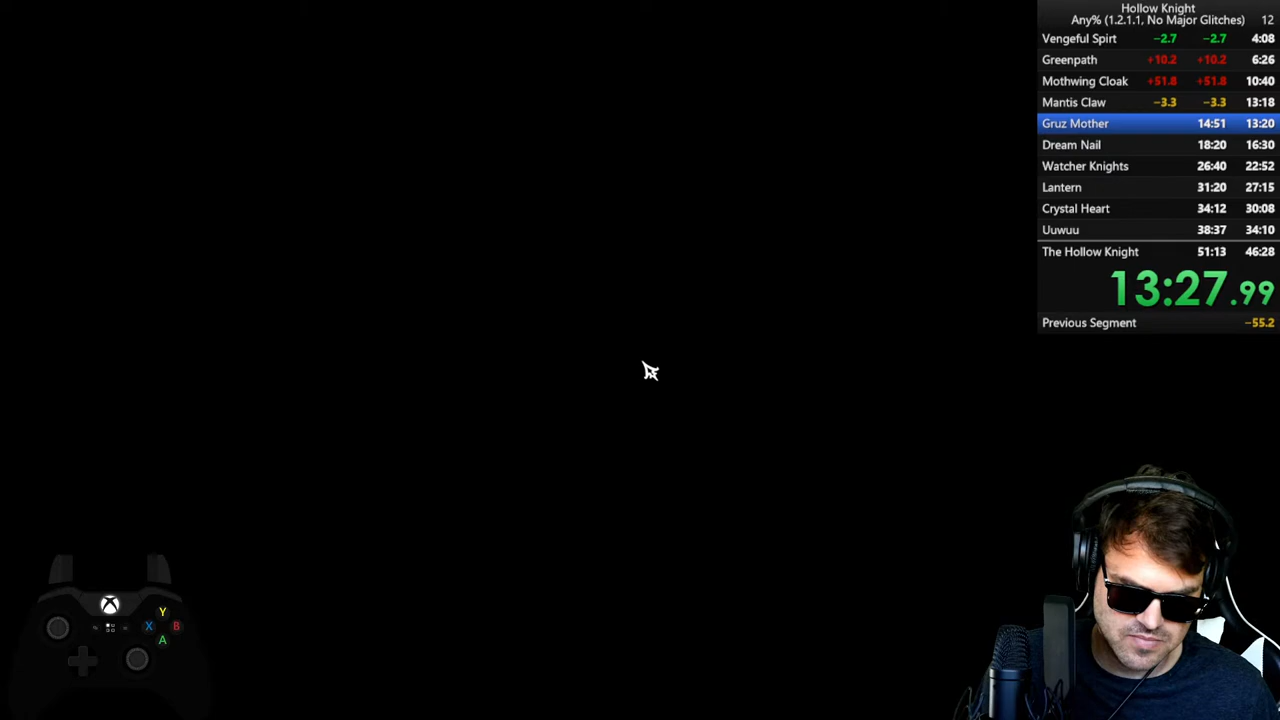 Hollow Knight
Any% (1.2.1.1, No Major Glitches) 12
Vengeful Spirt −2.7 −2.7 4:08
Greenpath +10.2 +10.2 6:26
Mothwing Cloak +51.8 +51.8 10:40
Mantis Claw −3.3 −3.3 13:18
Gruz Mother 14:51 13:20
Dream Nail 18:20 16:30
Watcher Knights 26:40 22:52
Lantern 31:20 27:15
Crystal Heart 34:12 30:08
Uuwuu 38:37 34:10
The Hollow Knight 51:13 46:28
13:27.99
Previous Segment −55.2
Y
X B
A